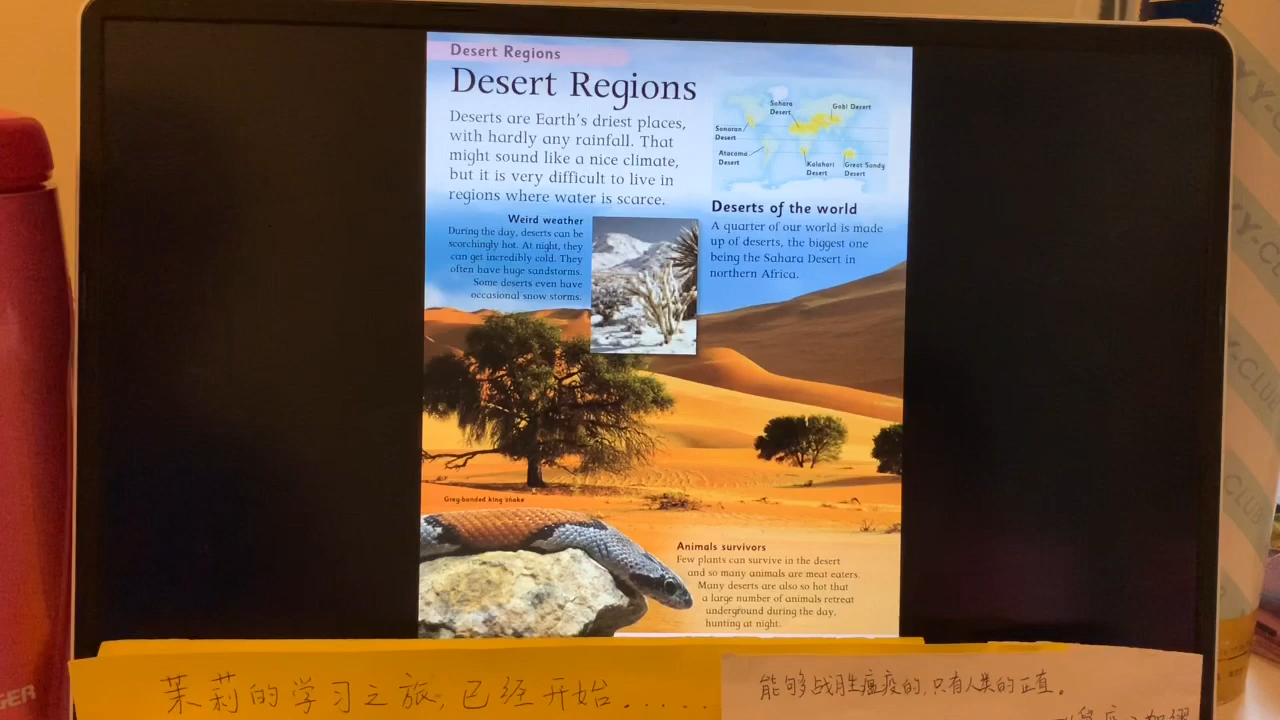 Desert Regions
Desert Regions
Deserts are Earth's driest places,
with hardly any rainfall. That
might sound like a nice climate,
but it is very difficult to live in
regions where water is scarce.
Sahara
Desert
Gobi Desert
Sonoran
Desert
Atacama
Desert
Kalahari
Desert
Great Sandy
Desert
Weird weather
During the day, deserts can be
scorchingly hot. At night, they
can get incredibly cold. They
often have huge sandstorms.
Some deserts even have
occasional snow storms.
Deserts of the world
A quarter of our world is made
up of deserts, the biggest one
being the Sahara Desert in
northern Africa.
Grey-banded king snake
Animals survivors
Few plants can survive in the desert
and so many animals are meat eaters.
Many deserts are also so hot that
a large number of animals retreat
underground during the day,
hunting at night.
茉莉的学习之旅,已经开始......
能够战胜瘟疫的,只有人类的正直。